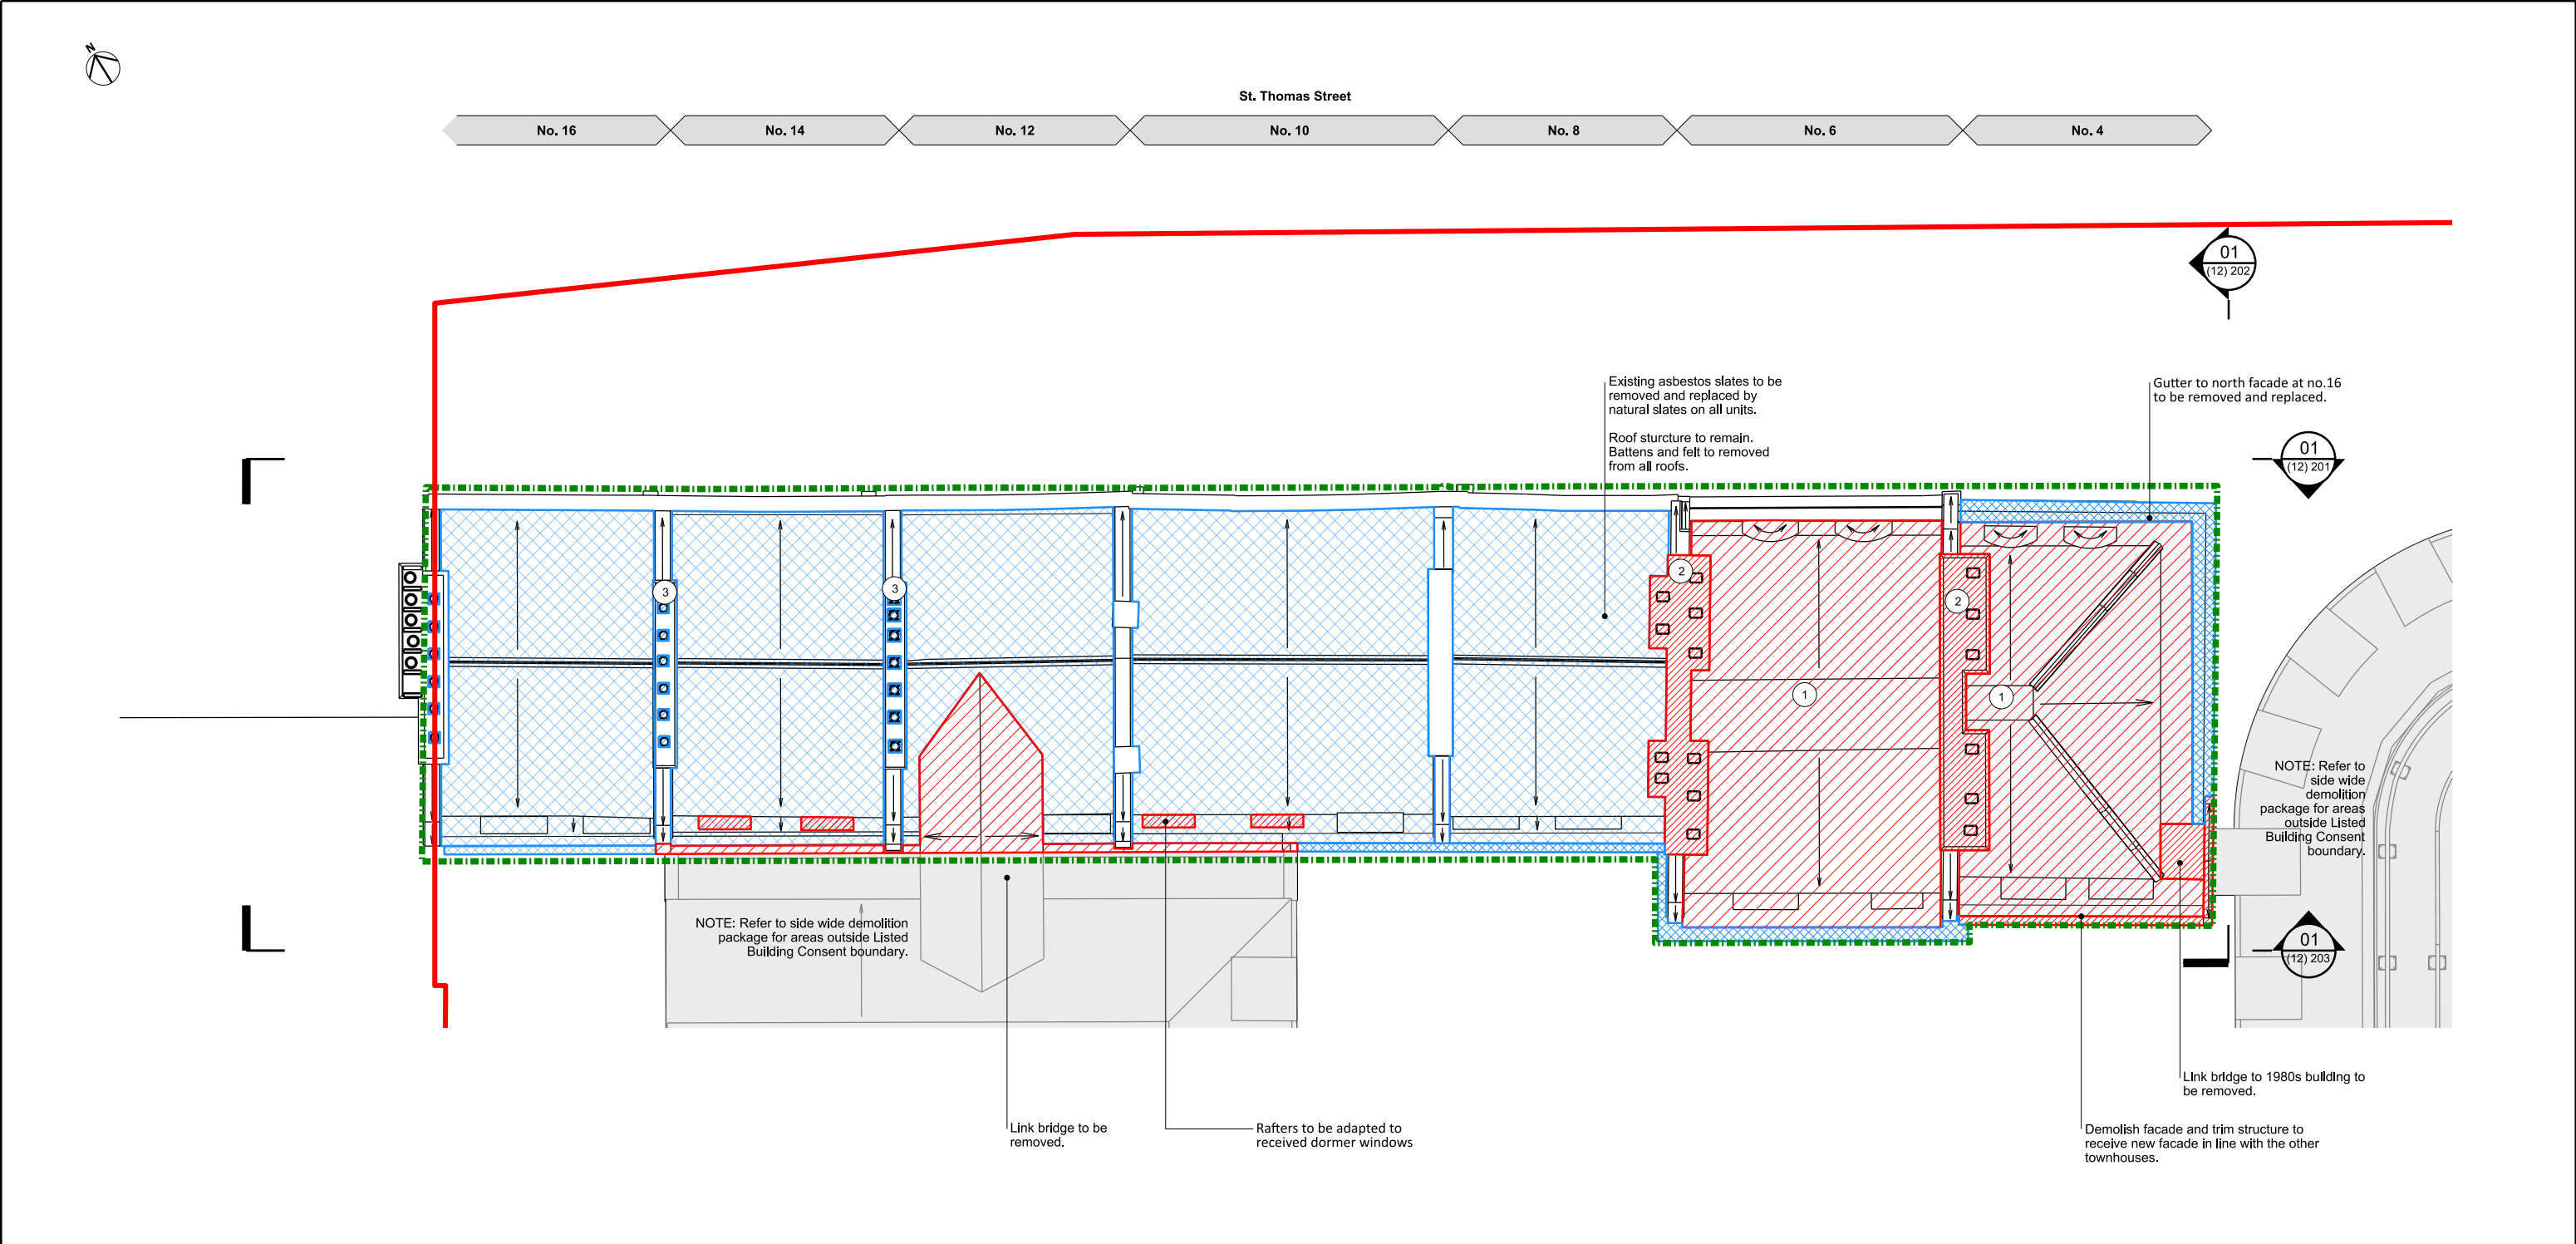 N
St. Thomas Street
No. 16
No. 14
No. 12
No. 10
No. 8
No. 6
No. 4
01
(12) 202
Existing asbestos slates to be
removed and replaced by
natural slates on all units.
Roof sturcture to remain.
Battens and felt to removed
from all roofs.
Gutter to north facade at no.16
to be removed and replaced.
01
(12) 201
3
3
2
2
1
1
NOTE: Refer to
side wide
demolition
package for areas
outside Listed
Building Consent
boundary.
NOTE: Refer to side wide demolition
package for areas outside Listed
Building Consent boundary.
01
(12) 203
Link bridge to 1980s building to
be removed.
Link bridge to be
removed.
Rafters to be adapted to
received dormer windows
Demolish facade and trim structure to
receive new facade in line with the other
townhouses.